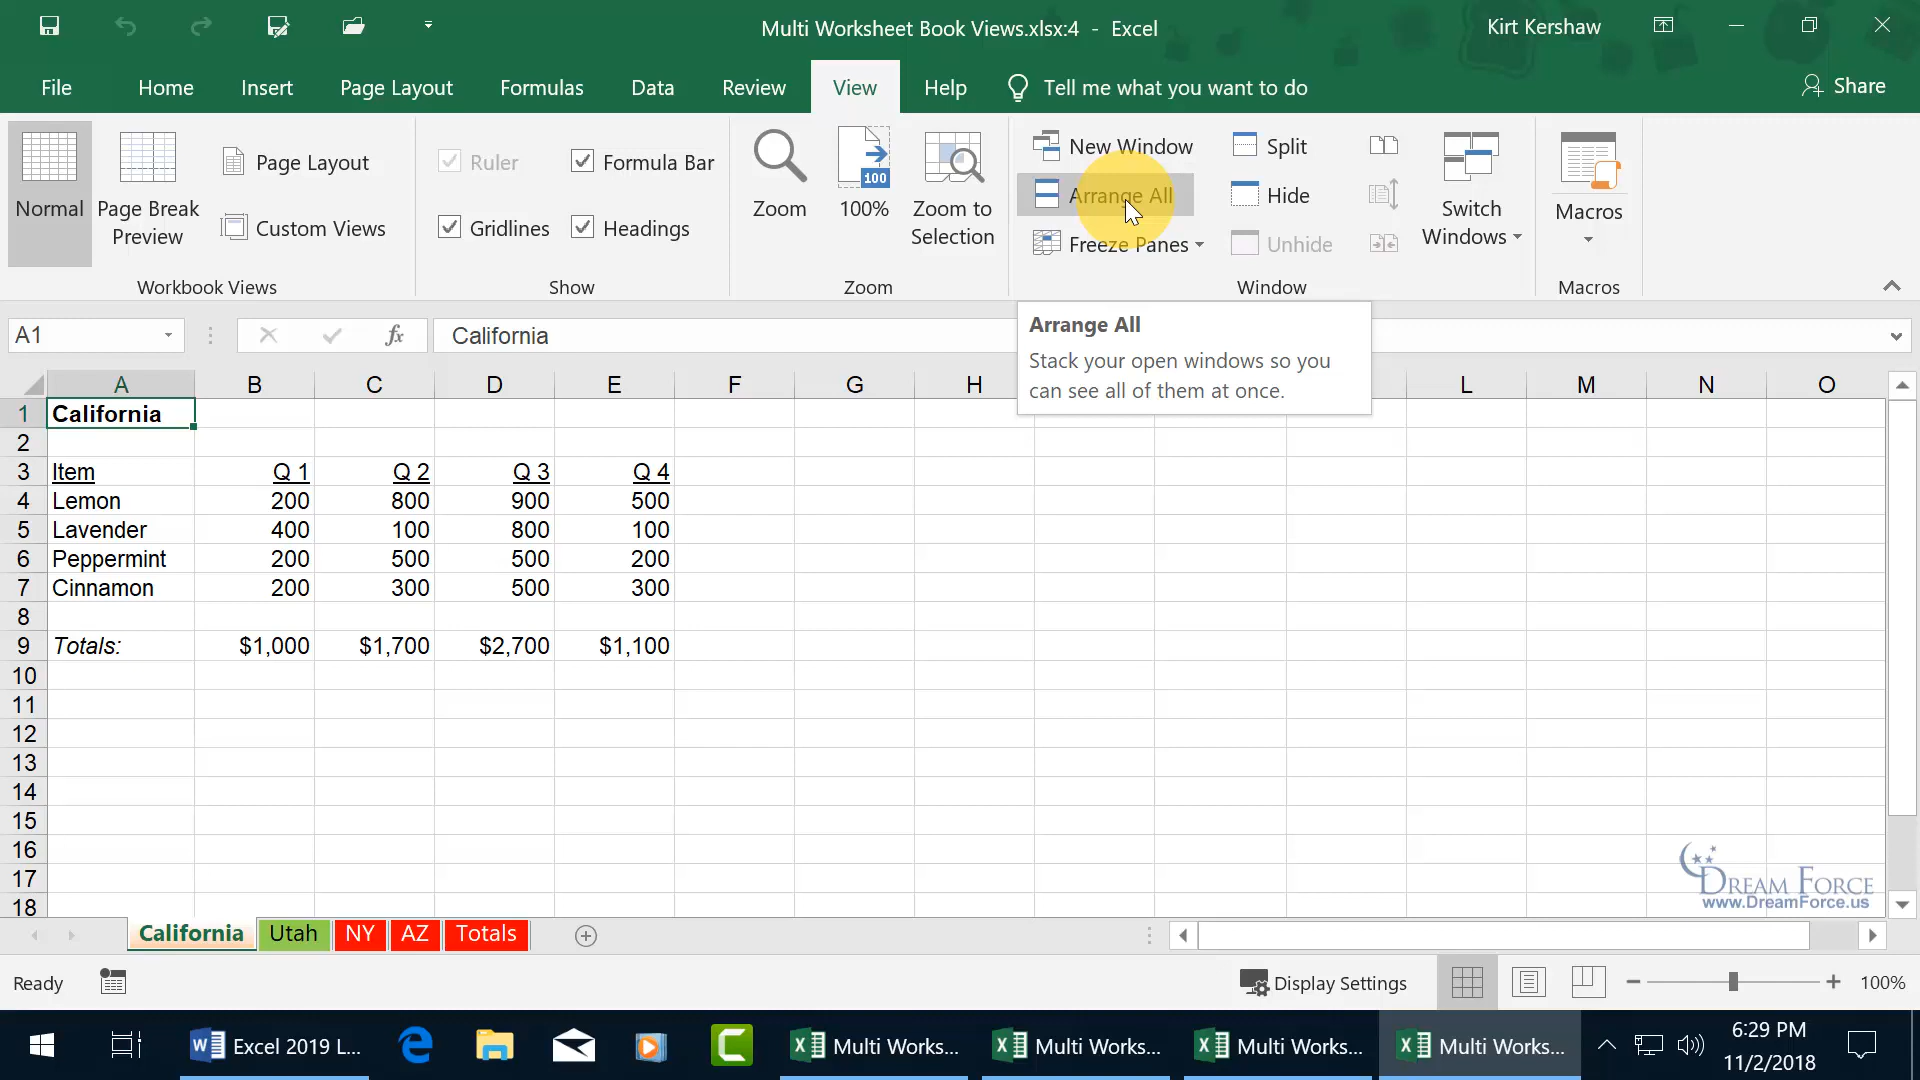 Multi Worksheet Book Views.xlsx:4 - Excel
Kirt Kershaw
File Home Insert Page Layout Formulas Data Review View Help Tell me what you want to do Share
Normal
Page Break
Preview
Page Layout
Custom Views
Workbook Views
Ruler Formula Bar
Gridlines Headings
Show
Zoom
100
100%
Zoom to
Selection
Zoom
New Window
Arrange All
Freeze Panes
Split
Hide
Unhide
Switch
Windows
Window
Macros
Macros
A1 fx California
Arrange All
Stack your open windows so you
can see all of them at once.
A B C D E F G H L M N O
1 California
2
3 Item Q 1 Q 2 Q 3 Q 4
4 Lemon 200 800 900 500
5 Lavender 400 100 800 100
6 Peppermint 200 500 500 200
7 Cinnamon 200 300 500 300
8
9 Totals: $1,000 $1,700 $2,700 $1,100
10
11
12
13
14
15
16
17
18
Dream Force
www.DreamForce.us
California Utah NY AZ Totals
Ready Display Settings 100%
Excel 2019 L... Multi Works... Multi Works... Multi Works... Multi Works...
6:29 PM
11/2/2018